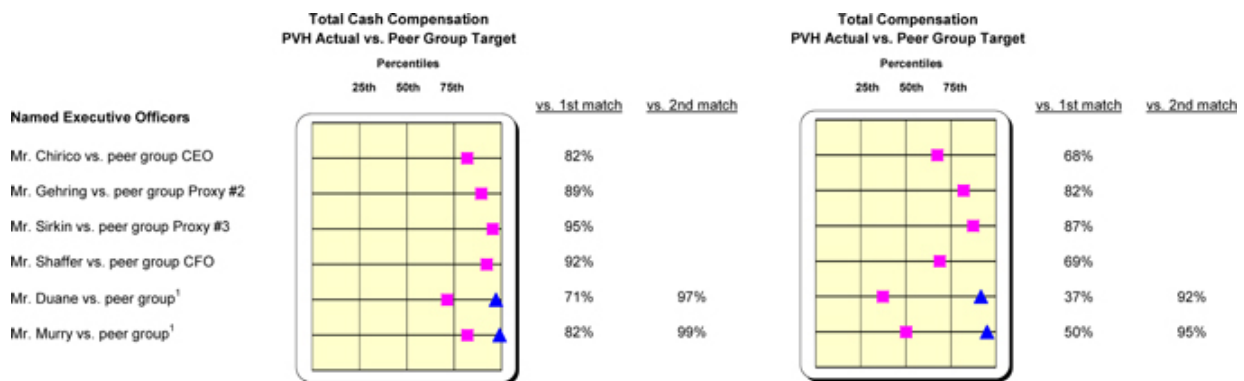 Total Cash Compensation
PVH Actual vs. Peer Group Target
Percentiles
25th 50th 75th
Total Compensation
PVH Actual vs. Peer Group Target
Percentiles
25th 50th 75th
Named Executive Officers vs. 1st match vs. 2nd match vs. 1st match vs. 2nd match
Mr. Chirico vs. peer group CEO 82% 68%
Mr. Gehring vs. peer group Proxy #2 89% 82%
Mr. Sirkin vs. peer group Proxy #3 95% 87%
Mr. Shaffer vs. peer group CFO 92% 69%
Mr. Duane vs. peer group¹ 71% 97% 37% 92%
Mr. Murry vs. peer group¹ 82% 99% 50% 95%